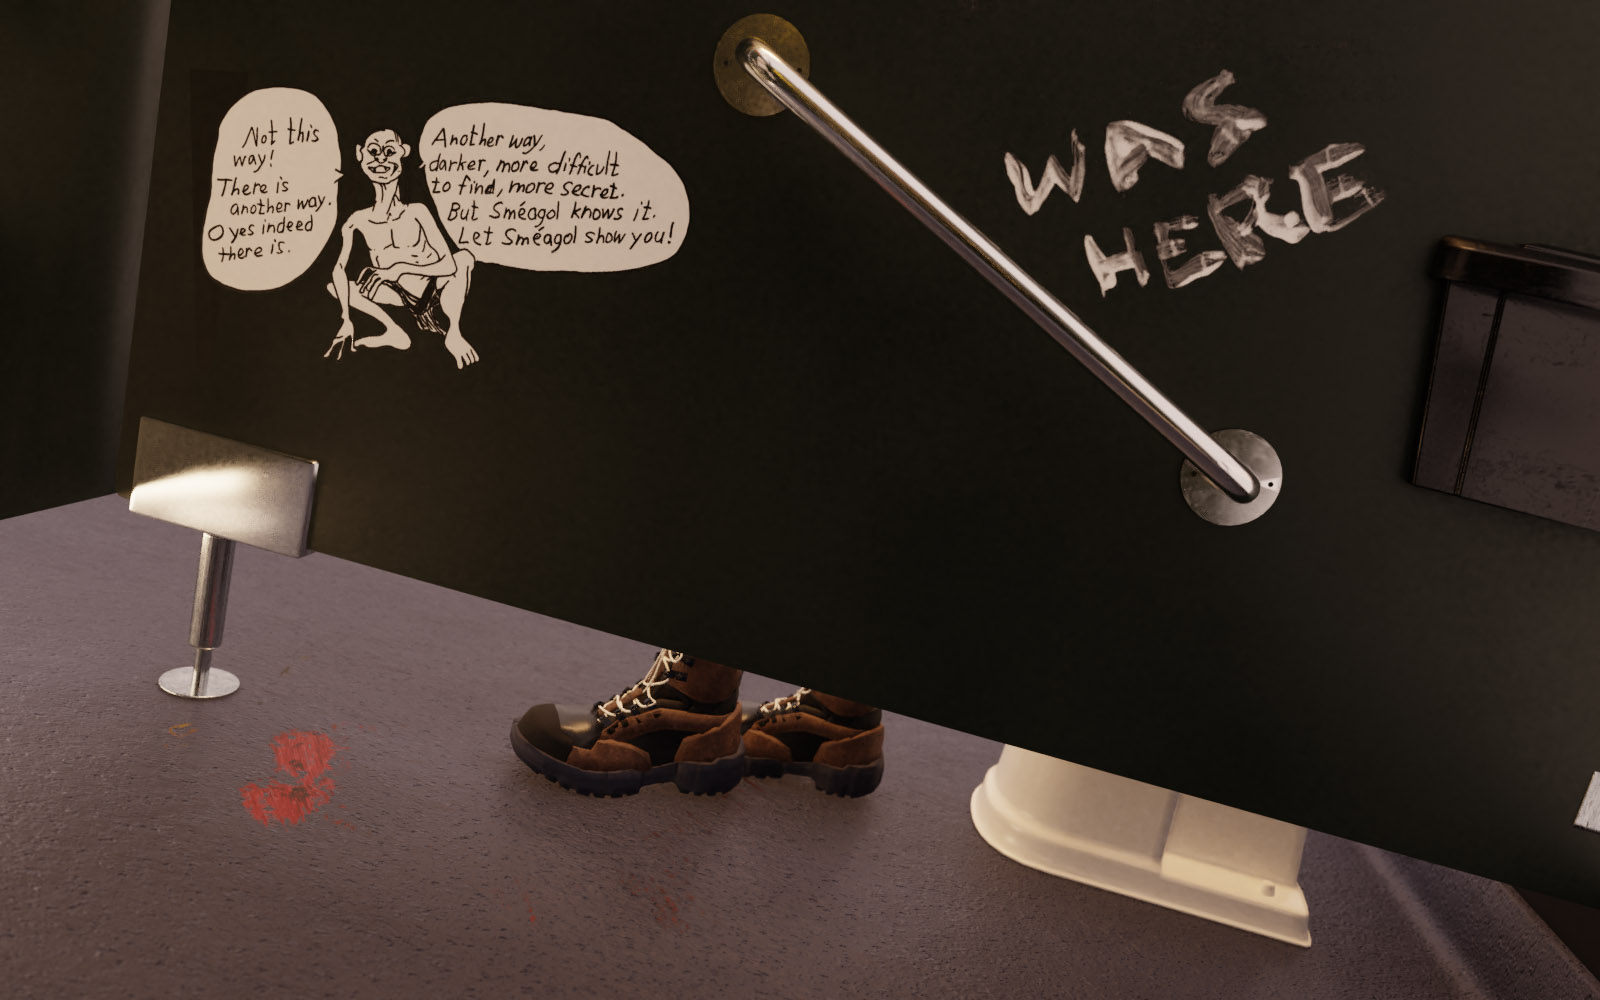 Not this
way!
There is
another way.
O yes indeed
there is.
Another way,
darker, more difficult
to find, more secret.
But Sméagol knows it.
Let Sméagol show you!
WAS
HERE